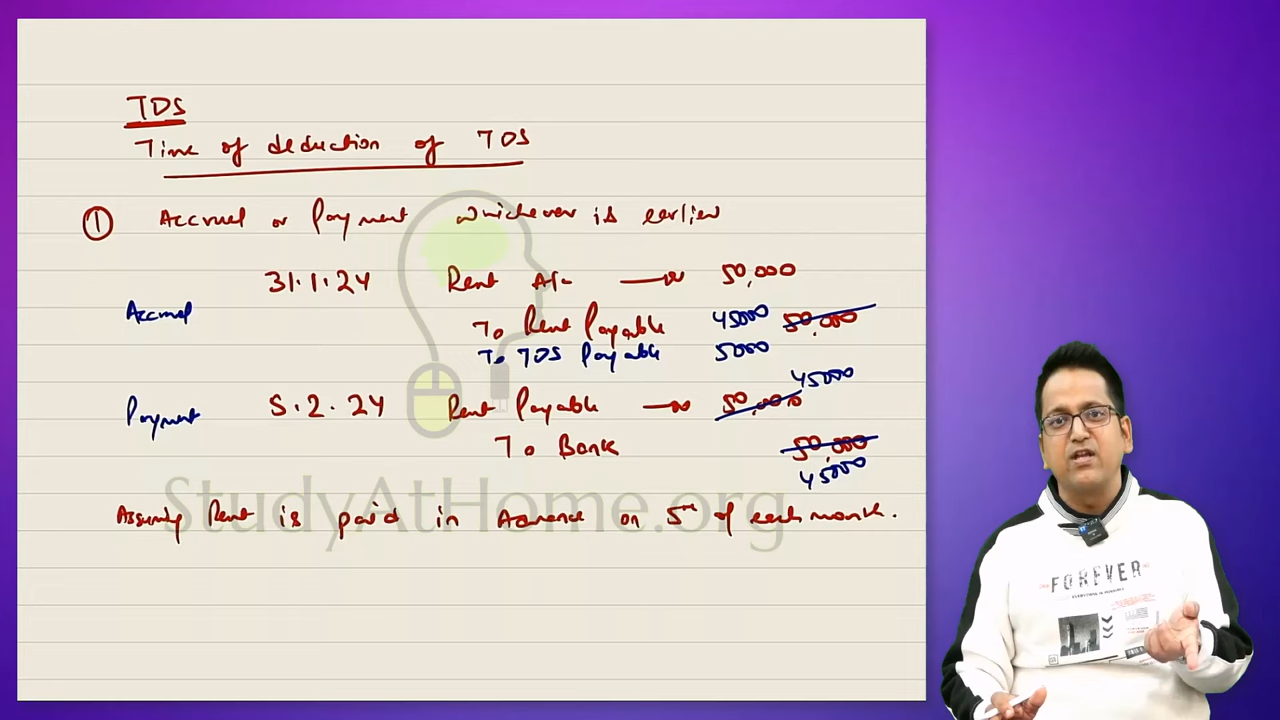 TDS
Time of deduction of TDS
① Accrual or Payment whichever is earlier
31.1.24 Rent A/c → 50,000
Accrual
To Rent Payable 45000 50,000
To TDS Payable 5000
45000
Payment 5.2.24 Rent Payable → 50,000
To Bank 50,000
45000
StudyAtHome.org
Assuming Rent is paid in Advance on 5th of each month.
FOREVER